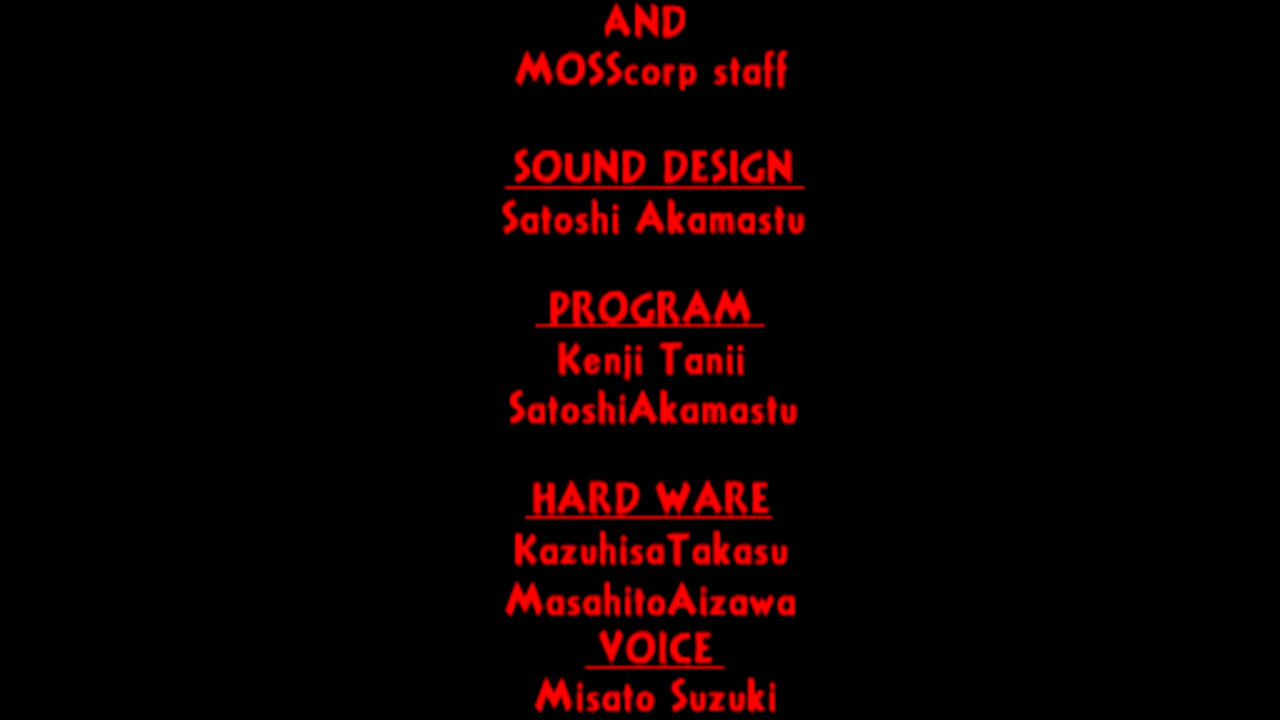 AND
MOSScorp staff
SOUND DESIGN
Satoshi Akamastu
PROGRAM
Kenji Tanii
SatoshiAkamastu
HARD WARE
KazuhisaTakasu
MasahitoAizawa
VOICE
Misato Suzuki